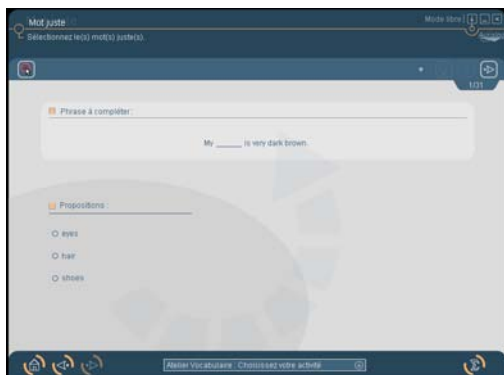 Mot juste
Mode libre
Sélectionnez le(s) mot(s) juste(s).
1/31
Phrase à compléter:
My ______ is very dark brown.
Propositions :
eyes
hair
shoes
Atelier Vocabulaire : Choisissez votre activité